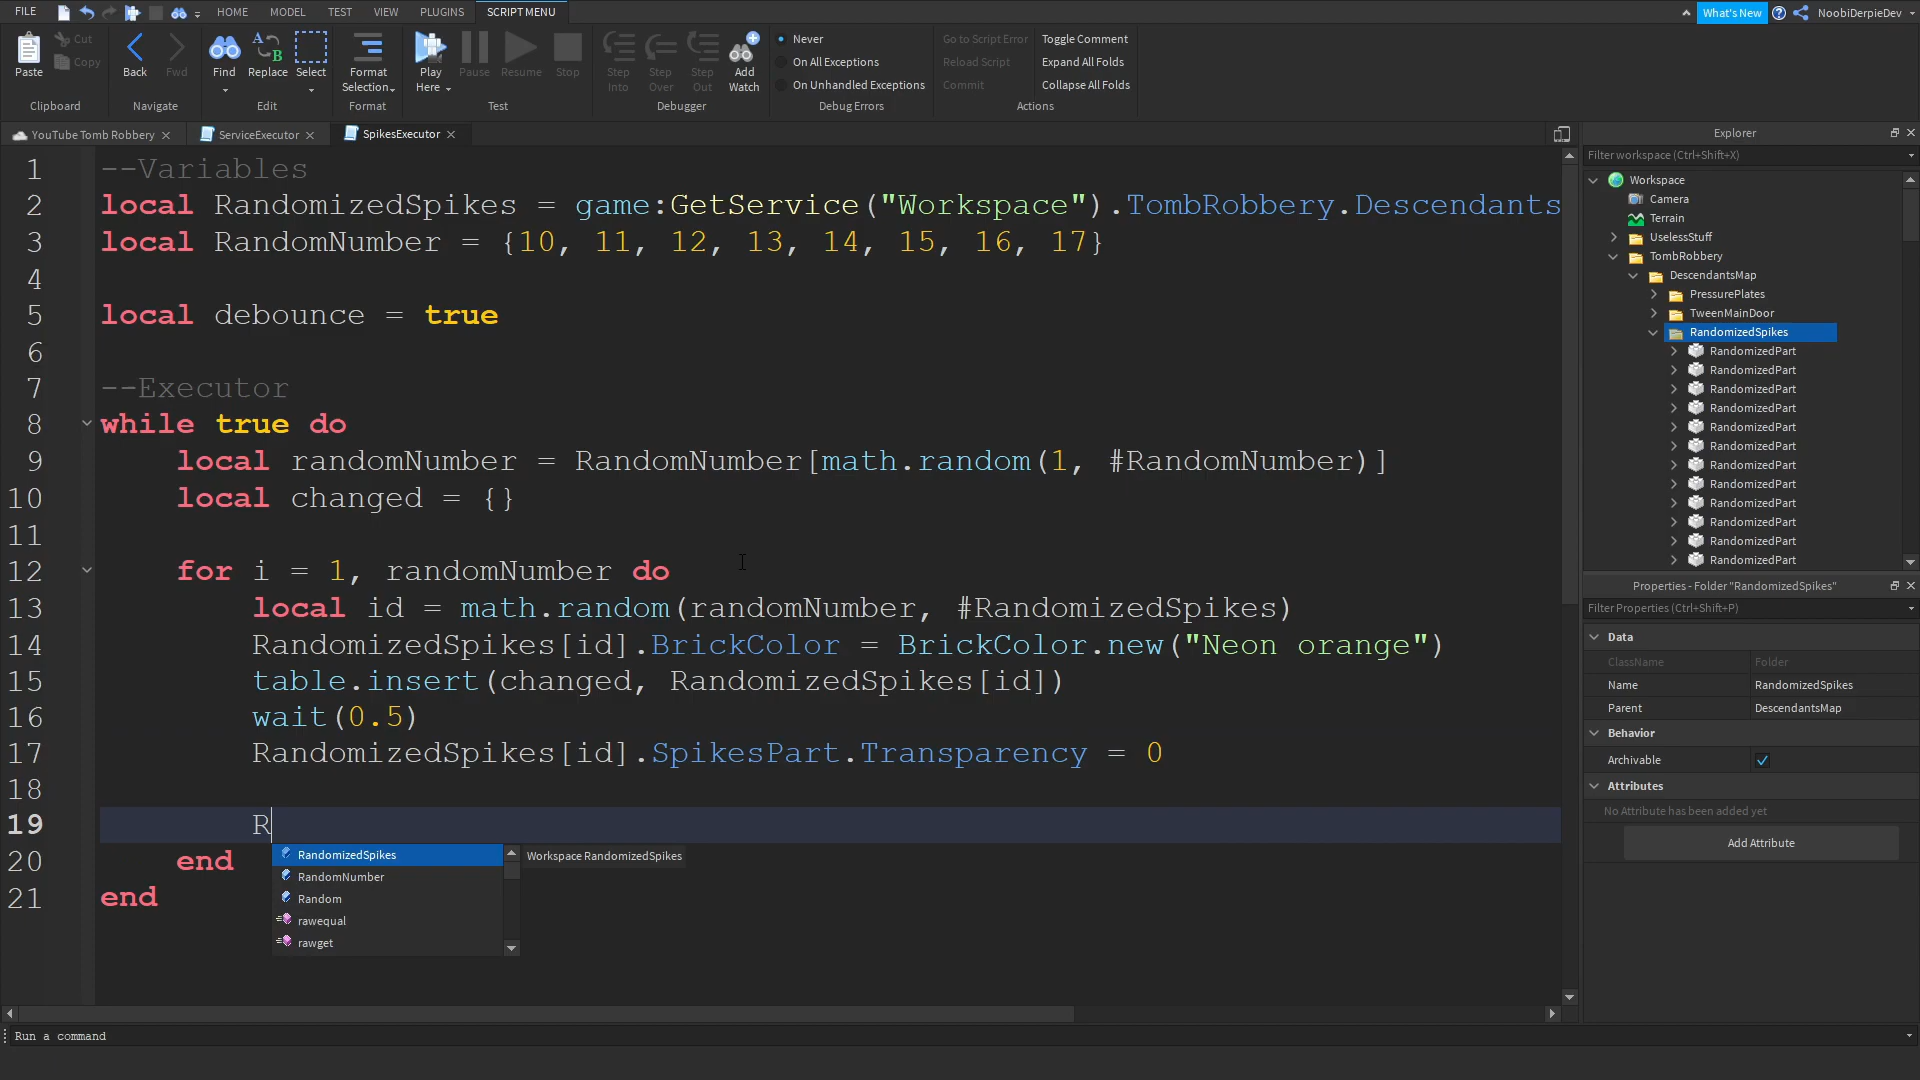 FILE HOME MODEL TEST VIEW PLUGINS SCRIPT MENU What's New NoobiDerpieDev
Paste Cut Copy Clipboard
Back Fwd Navigate
Find Replace Select Edit
Format Selection Format
Play Here Pause Resume Stop Test
Step Into Step Over Step Out Add Watch Debugger
Never
On All Exceptions
On Unhandled Exceptions
Debug Errors
Go to Script Error Toggle Comment
Reload Script Expand All Folds
Commit Collapse All Folds
Actions
YouTube Tomb Robbery ServiceExecutor SpikesExecutor
1 --Variables
2 local RandomizedSpikes = game:GetService("Workspace").TombRobbery.Descendants
3 local RandomNumber = {10, 11, 12, 13, 14, 15, 16, 17}
4
5 local debounce = true
6
7 --Executor
8 while true do
9 local randomNumber = RandomNumber[math.random(1, #RandomNumber)]
10 local changed = {}
11
12 for i = 1, randomNumber do
13 local id = math.random(randomNumber, #RandomizedSpikes)
14 RandomizedSpikes[id].BrickColor = BrickColor.new("Neon orange")
15 table.insert(changed, RandomizedSpikes[id])
16 wait(0.5)
17 RandomizedSpikes[id].SpikesPart.Transparency = 0
18
19 R
20 end
21 end
RandomizedSpikes Workspace RandomizedSpikes
RandomNumber
Random
rawequal
rawget
Run a command
Explorer
Filter workspace (Ctrl+Shift+X)
Workspace
Camera
Terrain
UselessStuff
TombRobbery
DescendantsMap
PressurePlates
TweenMainDoor
RandomizedSpikes
RandomizedPart
RandomizedPart
RandomizedPart
RandomizedPart
RandomizedPart
RandomizedPart
RandomizedPart
RandomizedPart
RandomizedPart
RandomizedPart
RandomizedPart
RandomizedPart
Properties - Folder "RandomizedSpikes"
Filter Properties (Ctrl+Shift+P)
Data
ClassName Folder
Name RandomizedSpikes
Parent DescendantsMap
Behavior
Archivable
Attributes
No Attribute has been added yet
Add Attribute